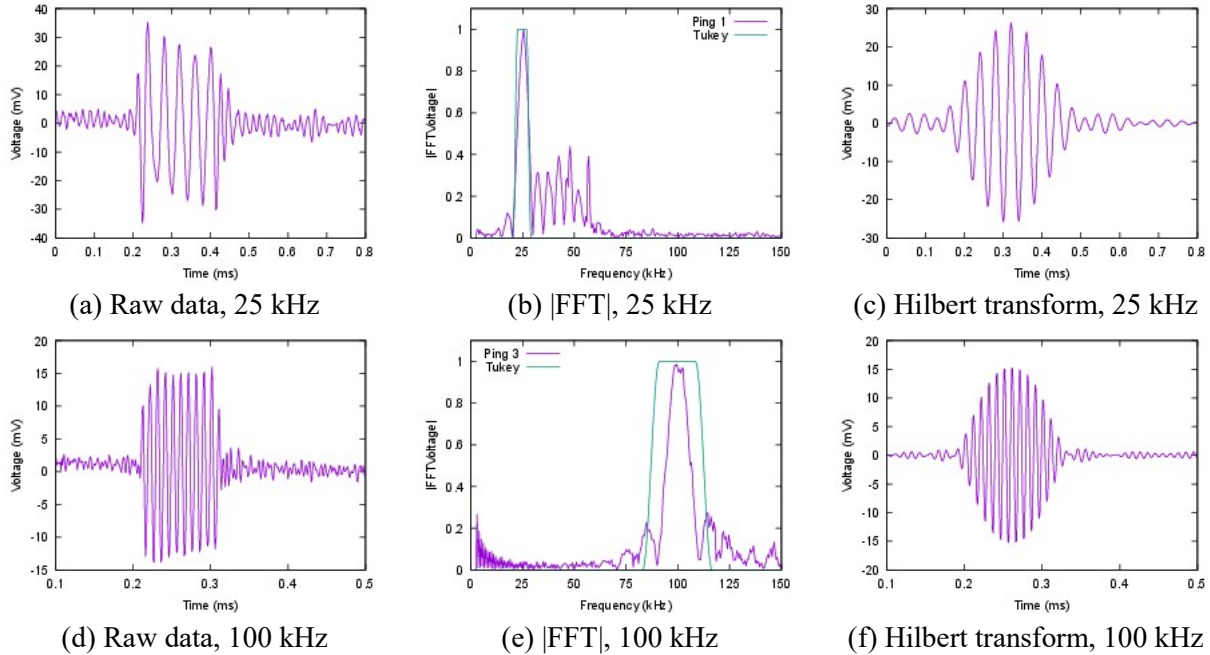 40
30
20
10
0
10
20
30
40
Voltage (mV)
0 0.1 0.2 0.3 0.4 0.5 0.6 0.7 0.8
Time (ms)
(a) Raw data, 25 kHz
1
0.8
0.6
0.4
0.2
0
|FFTVoltage|
Ping 1
Tukey
0 25 50 75 100 125 150
Frequency (kHz)
(b) |FFT|, 25 kHz
30
20
10
0
-10
-20
-30
Voltage (mV)
0 0.1 0.2 0.3 0.4 0.5 0.6 0.7 0.8
Time (ms)
(c) Hilbert transform, 25 kHz
20
15
10
5
0
-5
-10
-15
Voltage (mV)
0.1 0.2 0.3 0.4 0.5
Time (ms)
(d) Raw data, 100 kHz
Ping 3
Tukey
1
0.8
0.6
0.4
0.2
0
|FFTVoltage|
0 25 50 75 100 125 150
Frequency (kHz)
(e) |FFT|, 100 kHz
20
15
10
5
0
-5
-10
-15
-20
Voltage (mV)
0.1 0.2 0.3 0.4 0.5
Time (ms)
(f) Hilbert transform, 100 kHz